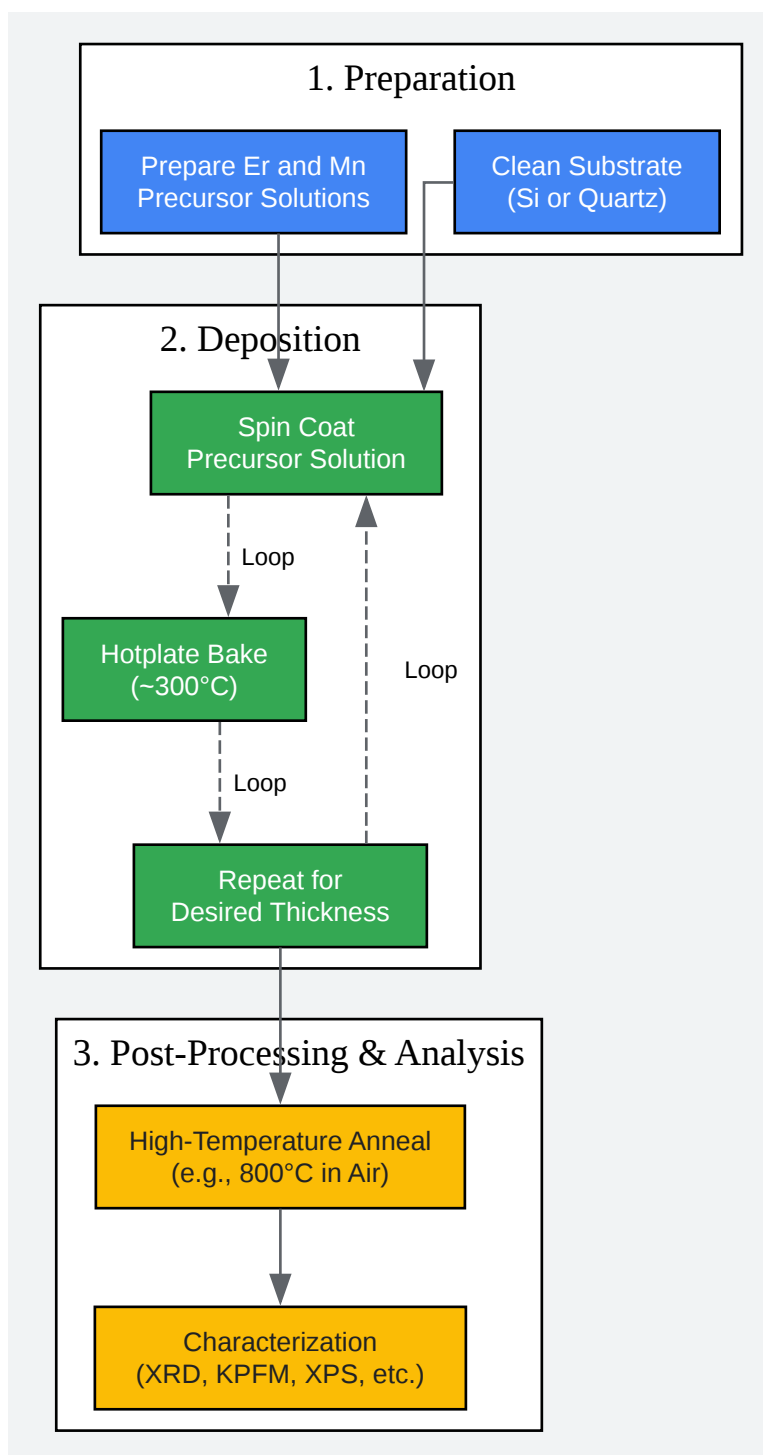 1. Preparation
Prepare Er and Mn
Precursor Solutions
Clean Substrate
(Si or Quartz)
2. Deposition
Spin Coat
Precursor Solution
Loop
Hotplate Bake
(~300°C)
Loop
Loop
Repeat for
Desired Thickness
3. Post-Processing & Analysis
High-Temperature Anneal
(e.g., 800°C in Air)
Characterization
(XRD, KPFM, XPS, etc.)